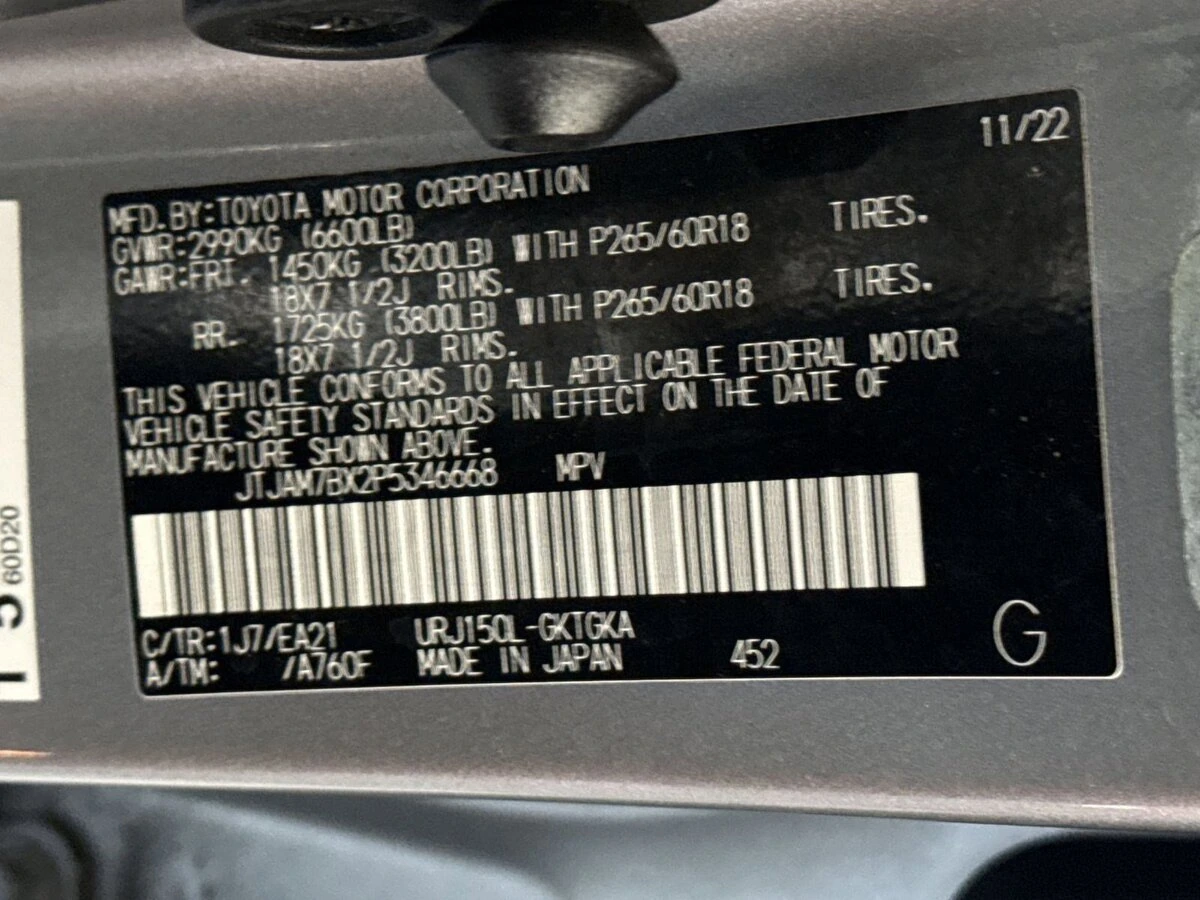 11/22
MFD.BY:TOYOTA MOTOR CORPORATION
GVWR:2990KG (6600LB)
GAWR:FRT. 1450KG (3200LB) WITH P265/60R18 TIRES.
18X7 1/2J RIMS.
RR. 1725KG (3800LB) WITH P265/60R18 TIRES.
18X7 1/2J RIMS.
THIS VEHICLE CONFORMS TO ALL APPLICABLE FEDERAL MOTOR
VEHICLE SAFETY STANDARDS IN EFFECT ON THE DATE OF
MANUFACTURE SHOWN ABOVE.
JTJAM7BX2P5346668 MPV
C/TR:1J7/EA21 URJ150L-GKTGKA
A/TM: /A760F MADE IN JAPAN 452
G
60D20